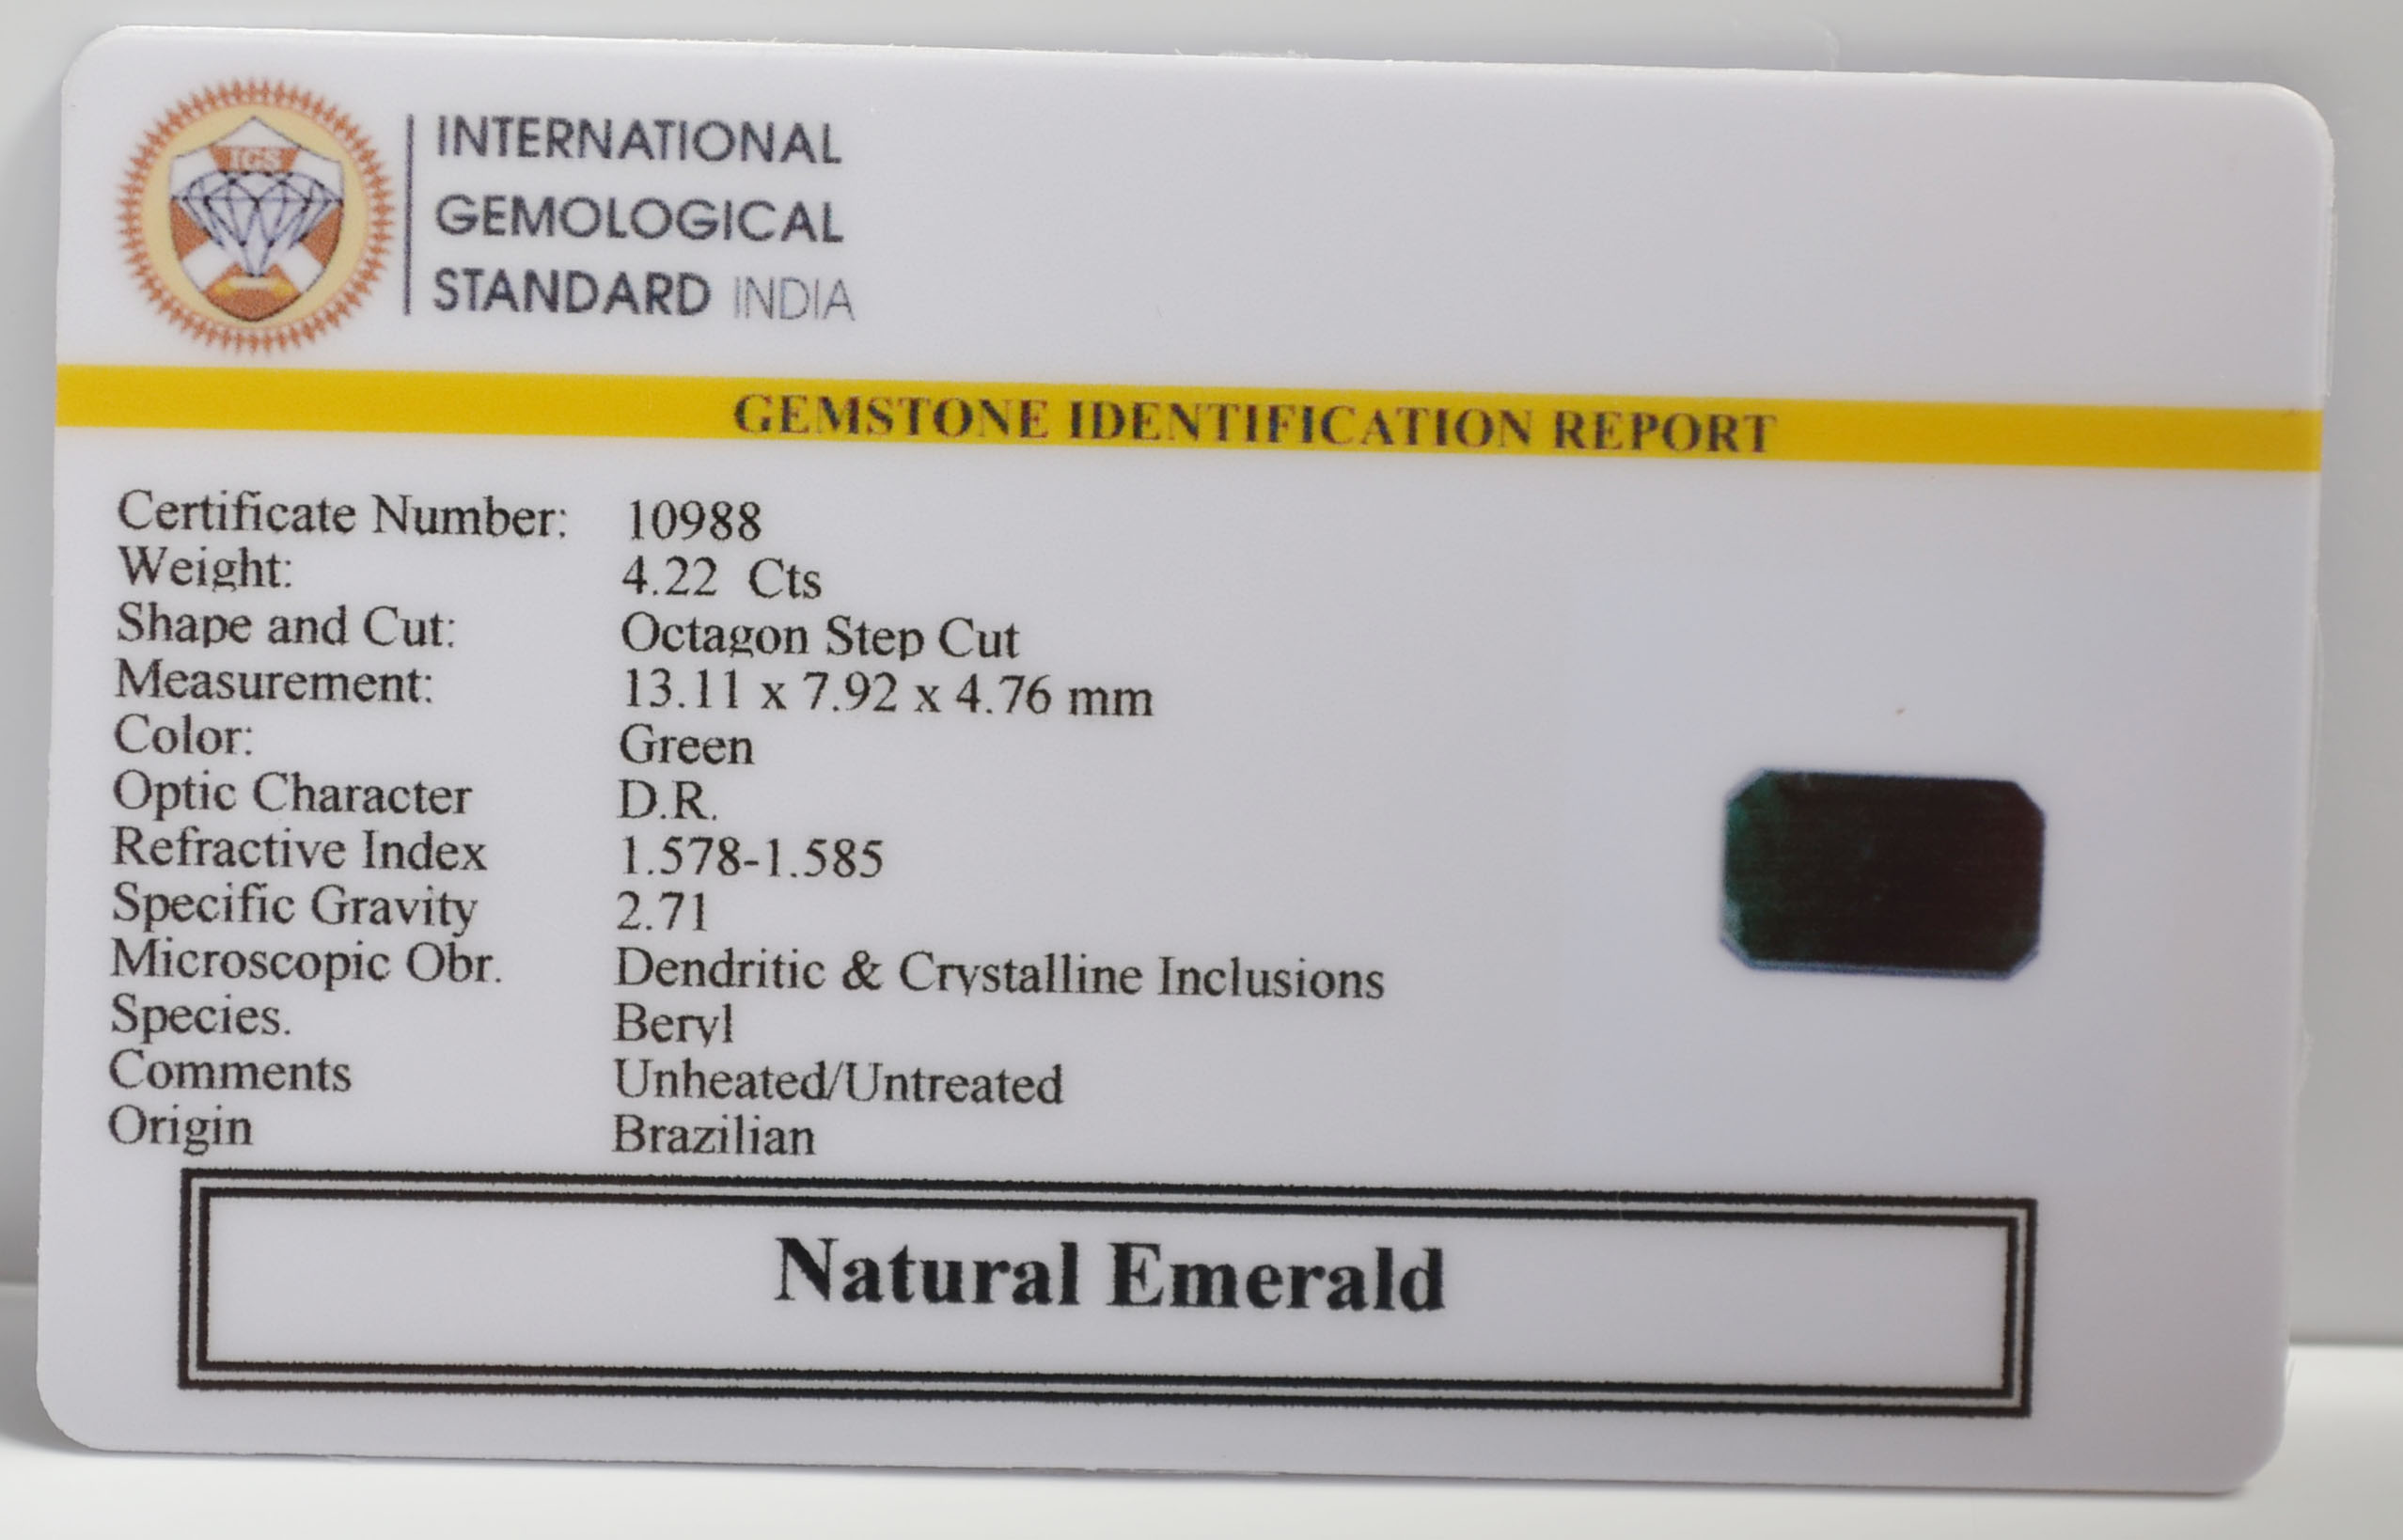 IGS
INTERNATIONAL
GEMOLOGICAL
STANDARD INDIA
GEMSTONE IDENTIFICATION REPORT
Certificate Number: 10988
Weight: 4.22 Cts
Shape and Cut: Octagon Step Cut
Measurement: 13.11 x 7.92 x 4.76 mm
Color: Green
Optic Character D.R.
Refractive Index 1.578-1.585
Specific Gravity 2.71
Microscopic Obr. Dendritic & Crystalline Inclusions
Species. Beryl
Comments Unheated/Untreated
Origin Brazilian
Natural Emerald